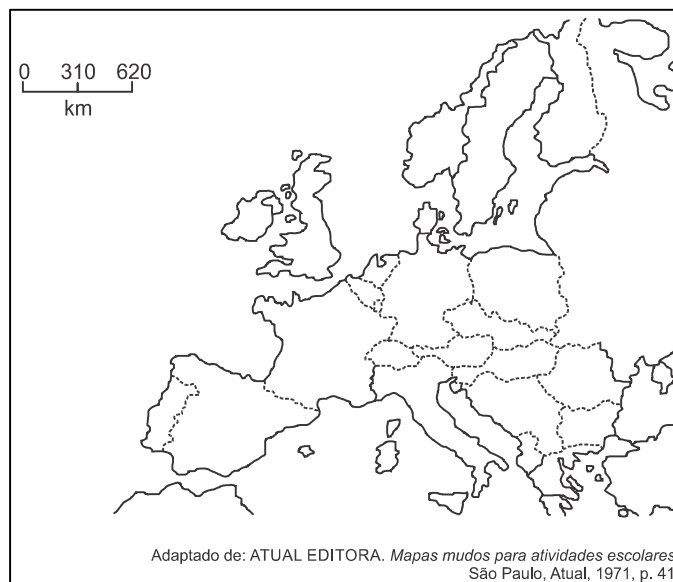 0 310 620
km
Adaptado de: ATUAL EDITORA. Mapas mudos para atividades escolares
São Paulo, Atual, 1971, p. 41